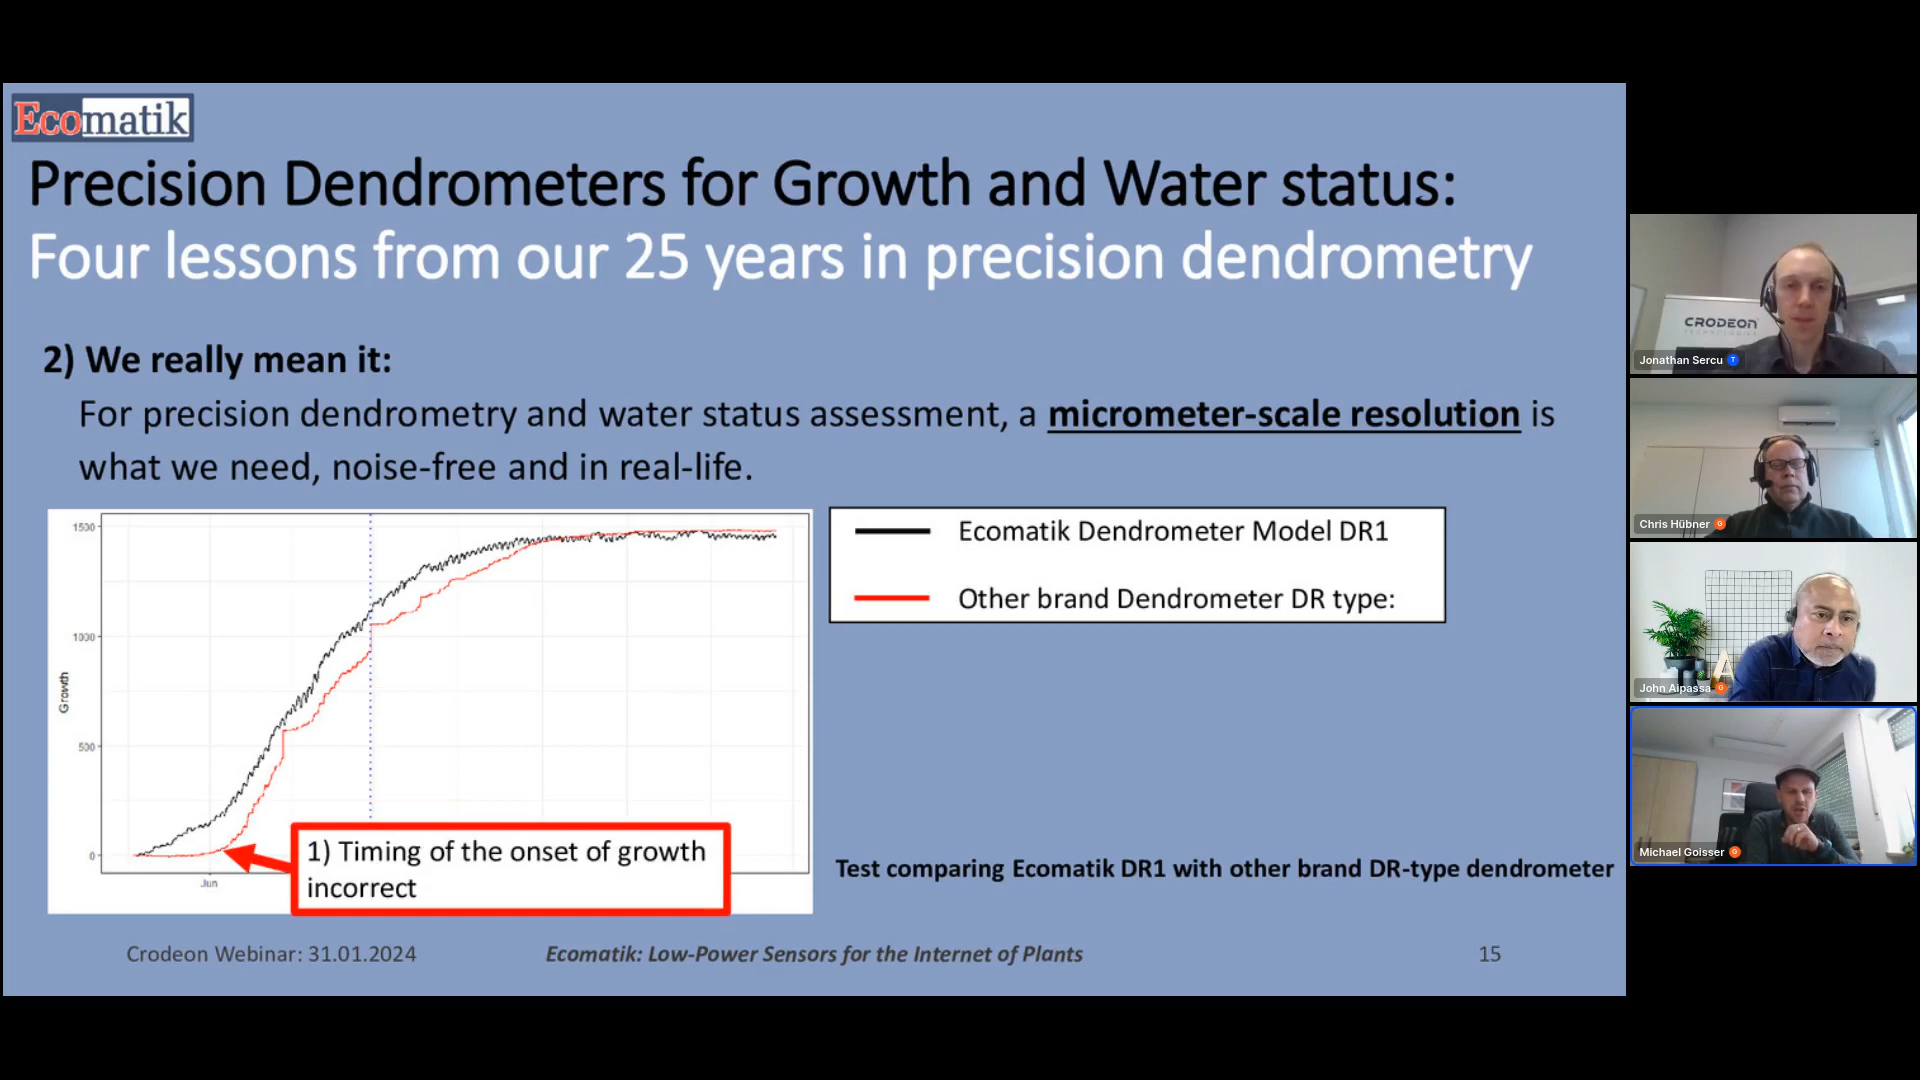 Ecomatik
Precision Dendrometers for Growth and Water status:
Four lessons from our 25 years in precision dendrometry
2) We really mean it:
For precision dendrometry and water status assessment, a micrometer-scale resolution is
what we need, noise-free and in real-life.
1500
1000
500
0
Growth
Jun
1) Timing of the onset of growth
incorrect
Ecomatik Dendrometer Model DR1
Other brand Dendrometer DR type:
Test comparing Ecomatik DR1 with other brand DR-type dendrometer
Crodeon Webinar: 31.01.2024
Ecomatik: Low-Power Sensors for the Internet of Plants
15
CRODEON
TECHNOLOGIES
Jonathan Sercu T
Chris Hübner G
A
John Aipassa G
Michael Goisser G